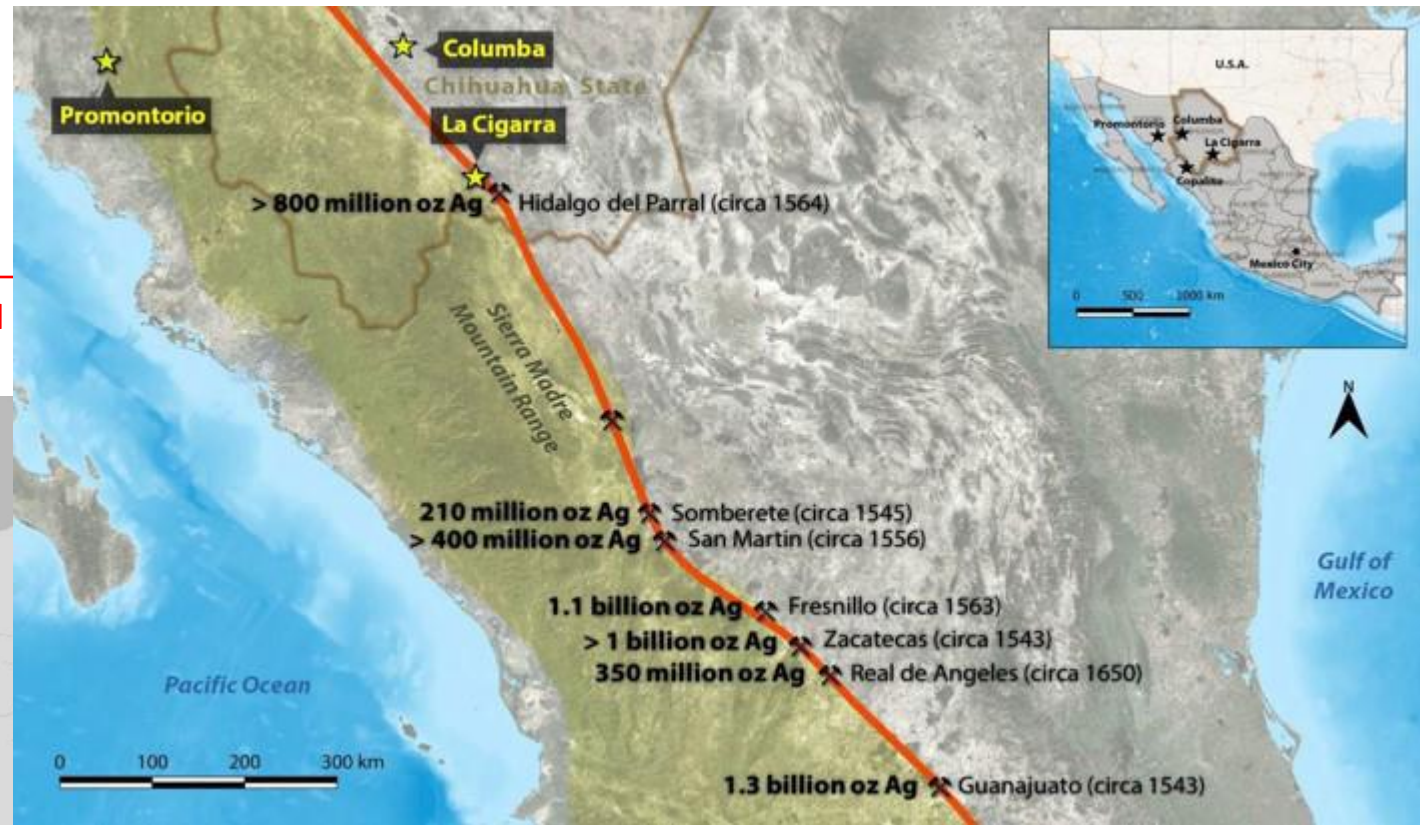 Columba
Chihuahua State
Promontorio
La Cigarra
> 800 million oz Ag Hidalgo del Parral (circa 1564)
Sierra Madre
Mountain Range
210 million oz Ag Somberete (circa 1545)
> 400 million oz Ag San Martin (circa 1556)
1.1 billion oz Ag Fresnillo (circa 1563)
> 1 billion oz Ag Zacatecas (circa 1543)
350 million oz Ag Real de Angeles (circa 1650)
1.3 billion oz Ag Guanajuato (circa 1543)
Pacific Ocean
0 100 200 300 km
U.S.A.
Promontorio
Columba
La Cigarra
Copalito
Mexico City
0 500 1000 km
N
Gulf of
Mexico